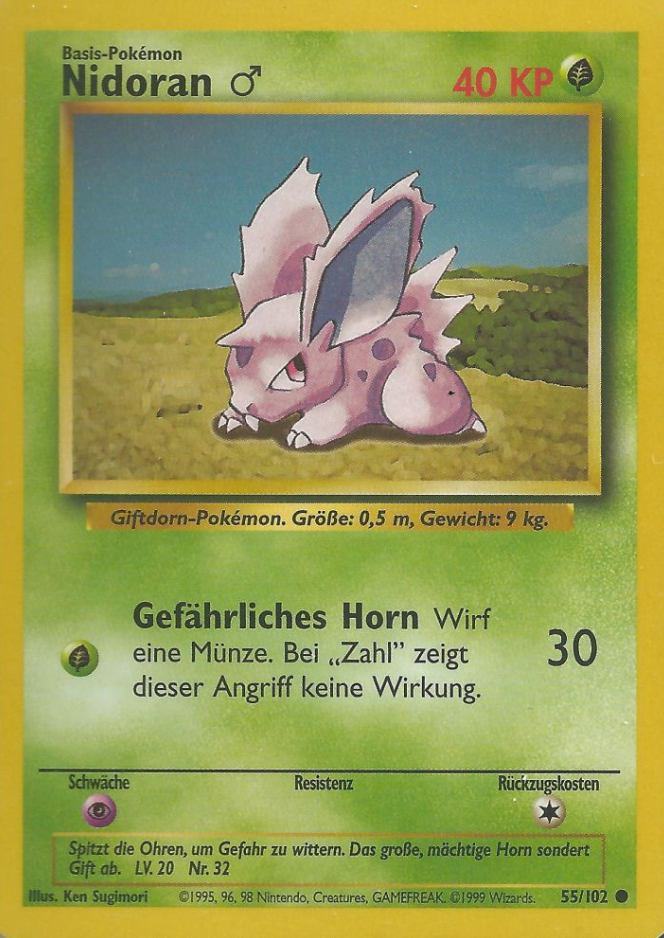 Basis-Pokémon
Nidoran ♂
40 KP
Giftdorn-Pokémon. Größe: 0,5 m, Gewicht: 9 kg.
Gefährliches Horn Wirf
eine Münze. Bei „Zahl” zeigt
dieser Angriff keine Wirkung.
30
Schwäche
Resistenz
Rückzugskosten
Spitzt die Ohren, um Gefahr zu wittern. Das große, mächtige Horn sondert
Gift ab. LV. 20 Nr. 32
Illus. Ken Sugimori
©1995, 96, 98 Nintendo, Creatures, GAMEFREAK. ©1999 Wizards.
55/102